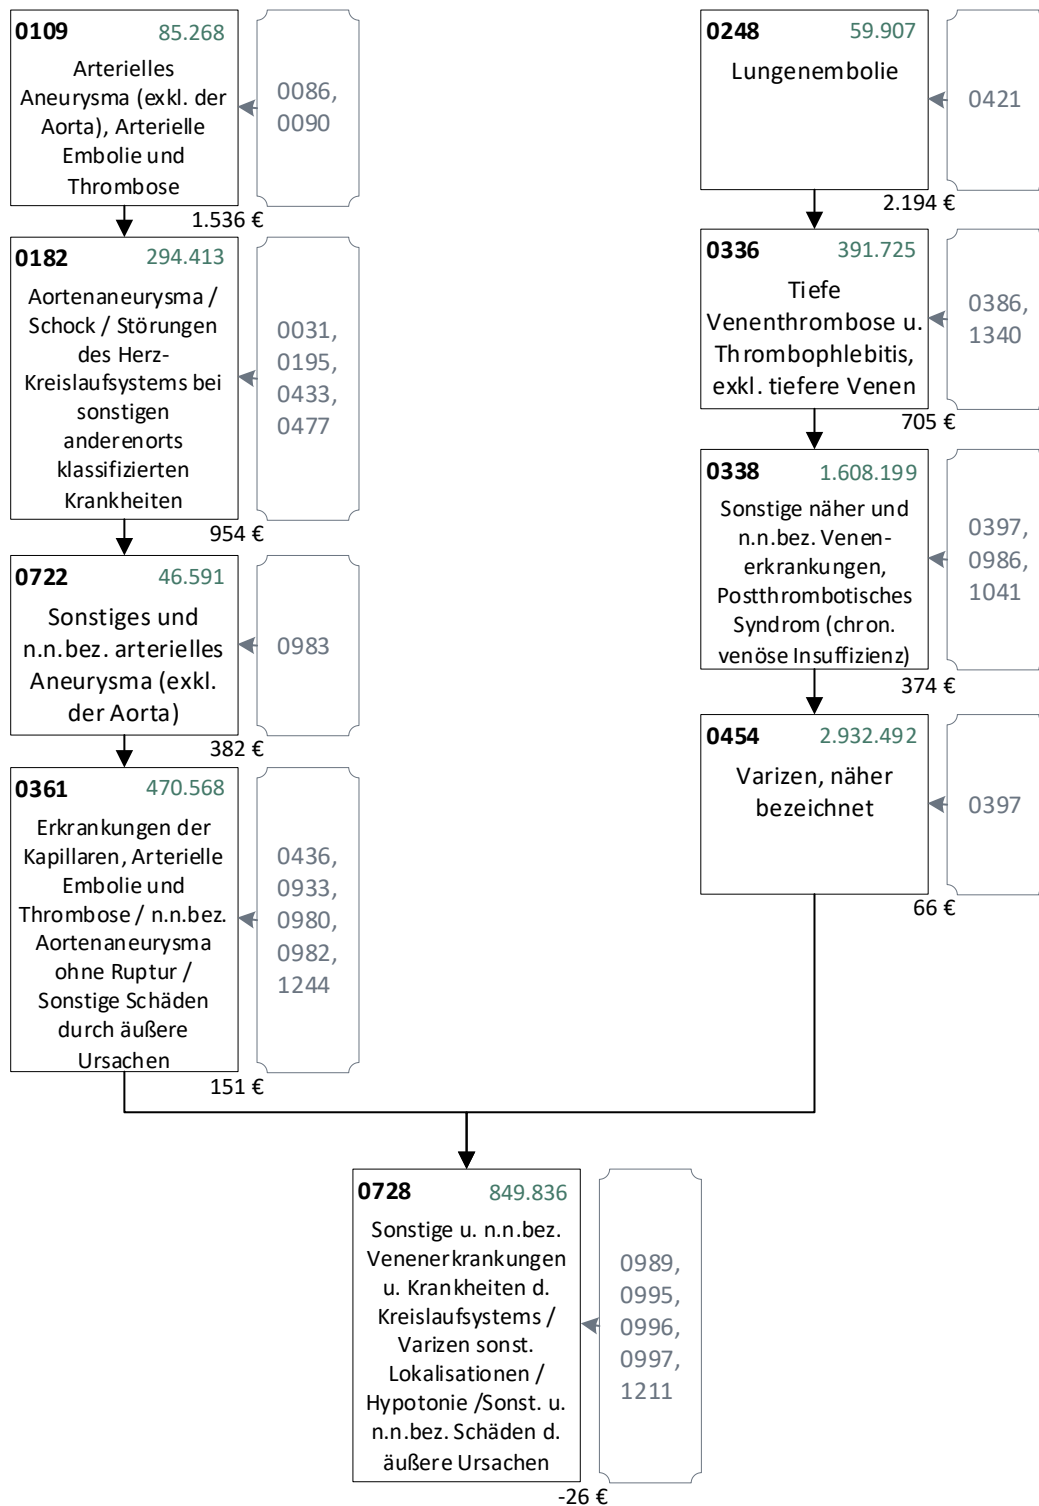 0109 85.268
Arterielles
Aneurysma (exkl. der
Aorta), Arterielle
Embolie und
Thrombose
0086,
0090
1.536 €
0182 294.413
Aortenaneurysma /
Schock / Störungen
des Herz-
Kreislaufsystems bei
sonstigen
anderenorts
klassifizierten
Krankheiten
0031,
0195,
0433,
0477
954 €
0722 46.591
Sonstiges und
n.n.bez. arterielles
Aneurysma (exkl.
der Aorta)
0983
382 €
0361 470.568
Erkrankungen der
Kapillaren, Arterielle
Embolie und
Thrombose / n.n.bez.
Aortenaneurysma
ohne Ruptur /
Sonstige Schäden
durch äußere
Ursachen
0436,
0933,
0980,
0982,
1244
151 €
0248 59.907
Lungenembolie
0421
2.194 €
0336 391.725
Tiefe
Venenthrombose u.
Thrombophlebitis,
exkl. tiefere Venen
0386,
1340
705 €
0338 1.608.199
Sonstige näher und
n.n.bez. Venen-
erkrankungen,
Postthrombotisches
Syndrom (chron.
venöse Insuffizienz)
0397,
0986,
1041
374 €
0454 2.932.492
Varizen, näher
bezeichnet
0397
66 €
0728 849.836
Sonstige u. n.n.bez.
Venenerkrankungen
u. Krankheiten d.
Kreislaufsystems /
Varizen sonst.
Lokalisationen /
Hypotonie /Sonst. u.
n.n.bez. Schäden d.
äußere Ursachen
0989,
0995,
0996,
0997,
1211
-26 €